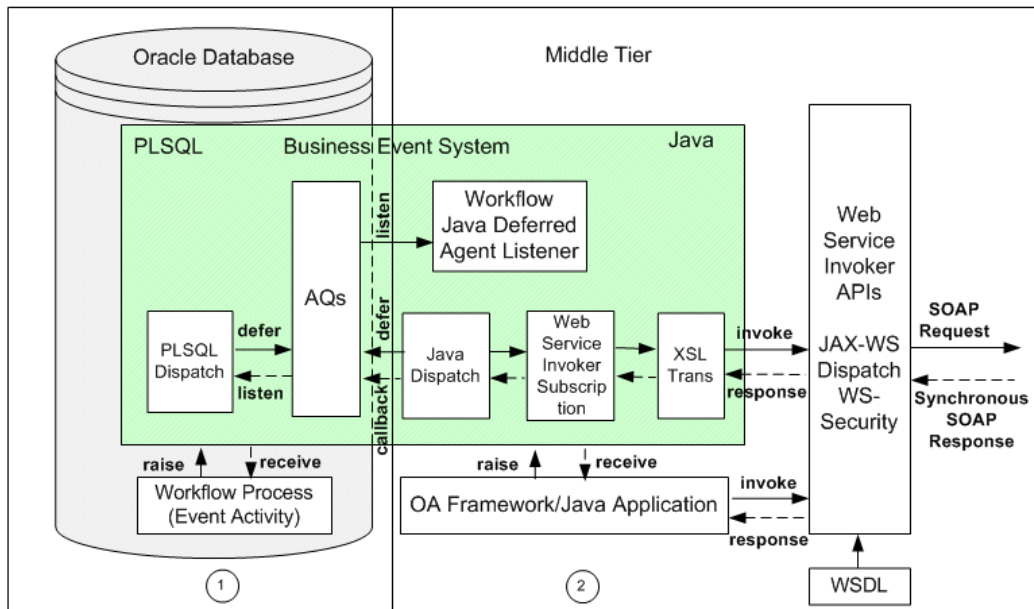 Oracle Database
Middle Tier
PLSQL
Business Event System
Java
listen
Workflow
Java Deferred
Agent Listener
AQs
PLSQL
Dispatch
defer
listen
defer
callback
Java
Dispatch
Web
Service
Invoker
Subscrip
tion
XSL
Trans
invoke
response
Web
Service
Invoker
APIs
JAX-WS
Dispatch
WS-
Security
SOAP
Request
Synchronous
SOAP
Response
raise
receive
Workflow Process
(Event Activity)
raise
receive
OA Framework/Java Application
invoke
response
WSDL
1
2